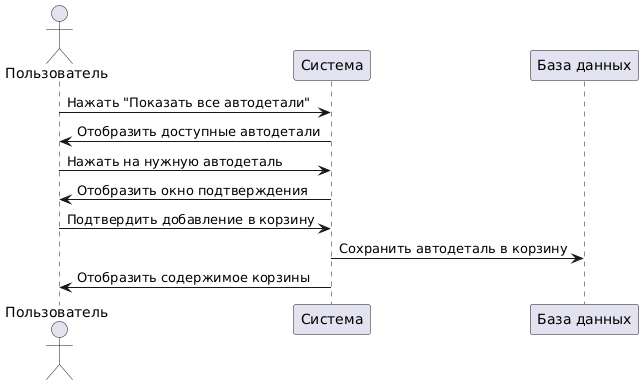 Пользователь
Система
База данных
Нажать "Показать все автодетали"
Отобразить доступные автодетали
Нажать на нужную автодеталь
Отобразить окно подтверждения
Подтвердить добавление в корзину
Сохранить автодеталь в корзину
Отобразить содержимое корзины
Пользователь
Система
База данных